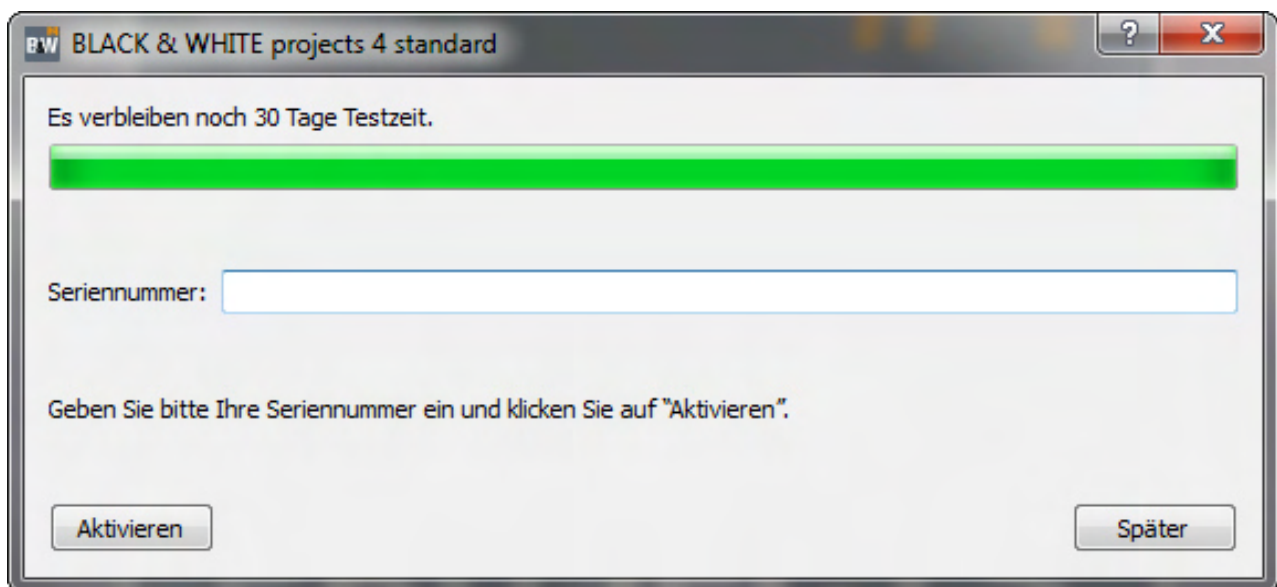 BW BLACK & WHITE projects 4 standard ? X
Es verbleiben noch 30 Tage Testzeit.
Seriennummer:
Geben Sie bitte Ihre Seriennummer ein und klicken Sie auf “Aktivieren”.
Aktivieren Später